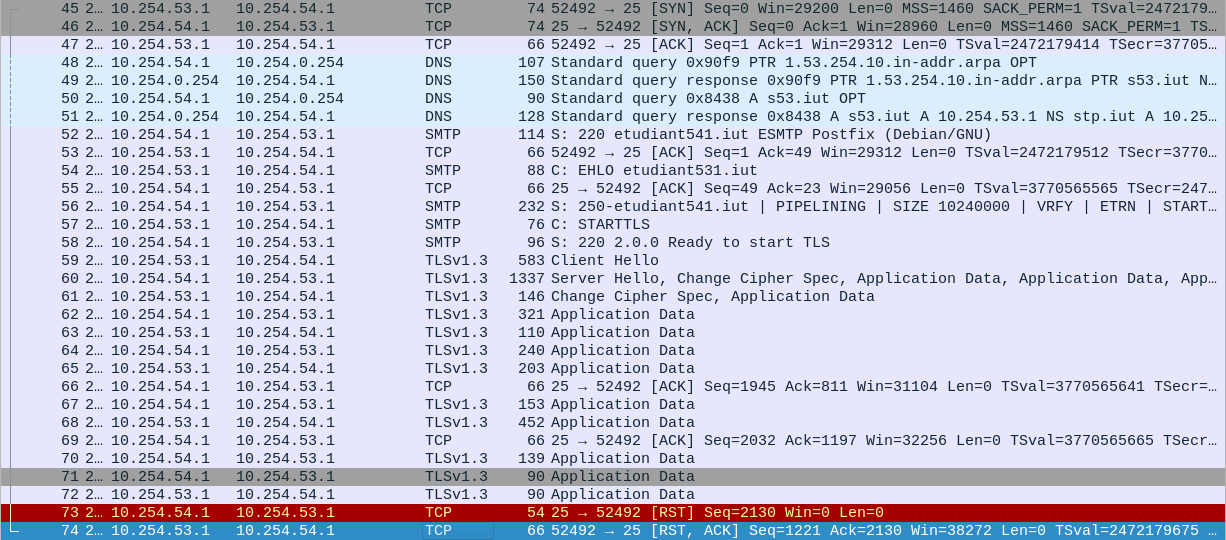 45 2… 10.254.53.1 10.254.54.1 TCP 74 52492 → 25 [SYN] Seq=0 Win=29200 Len=0 MSS=1460 SACK_PERM=1 TSval=2472179…
46 2… 10.254.54.1 10.254.53.1 TCP 74 25 → 52492 [SYN, ACK] Seq=0 Ack=1 Win=28960 Len=0 MSS=1460 SACK_PERM=1 TS…
47 2… 10.254.53.1 10.254.54.1 TCP 66 52492 → 25 [ACK] Seq=1 Ack=1 Win=29312 Len=0 TSval=2472179414 TSecr=37705…
48 2… 10.254.54.1 10.254.0.254 DNS 107 Standard query 0x90f9 PTR 1.53.254.10.in-addr.arpa OPT
49 2… 10.254.0.254 10.254.54.1 DNS 150 Standard query response 0x90f9 PTR 1.53.254.10.in-addr.arpa PTR s53.iut N…
50 2… 10.254.54.1 10.254.0.254 DNS 90 Standard query 0x8438 A s53.iut OPT
51 2… 10.254.0.254 10.254.54.1 DNS 128 Standard query response 0x8438 A s53.iut A 10.254.53.1 NS stp.iut A 10.25…
52 2… 10.254.54.1 10.254.53.1 SMTP 114 S: 220 etudiant541.iut ESMTP Postfix (Debian/GNU)
53 2… 10.254.53.1 10.254.54.1 TCP 66 52492 → 25 [ACK] Seq=1 Ack=49 Win=29312 Len=0 TSval=2472179512 TSecr=3770…
54 2… 10.254.53.1 10.254.54.1 SMTP 88 C: EHLO etudiant531.iut
55 2… 10.254.54.1 10.254.53.1 TCP 66 25 → 52492 [ACK] Seq=49 Ack=23 Win=29056 Len=0 TSval=3770565565 TSecr=247…
56 2… 10.254.54.1 10.254.53.1 SMTP 232 S: 250-etudiant541.iut | PIPELINING | SIZE 10240000 | VRFY | ETRN | START…
57 2… 10.254.53.1 10.254.54.1 SMTP 76 C: STARTTLS
58 2… 10.254.54.1 10.254.53.1 SMTP 96 S: 220 2.0.0 Ready to start TLS
59 2… 10.254.53.1 10.254.54.1 TLSv1.3 583 Client Hello
60 2… 10.254.54.1 10.254.53.1 TLSv1.3 1337 Server Hello, Change Cipher Spec, Application Data, Application Data, App…
61 2… 10.254.53.1 10.254.54.1 TLSv1.3 146 Change Cipher Spec, Application Data
62 2… 10.254.54.1 10.254.53.1 TLSv1.3 321 Application Data
63 2… 10.254.53.1 10.254.54.1 TLSv1.3 110 Application Data
64 2… 10.254.54.1 10.254.53.1 TLSv1.3 240 Application Data
65 2… 10.254.53.1 10.254.54.1 TLSv1.3 203 Application Data
66 2… 10.254.54.1 10.254.53.1 TCP 66 25 → 52492 [ACK] Seq=1945 Ack=811 Win=31104 Len=0 TSval=3770565641 TSecr=…
67 2… 10.254.54.1 10.254.53.1 TLSv1.3 153 Application Data
68 2… 10.254.53.1 10.254.54.1 TLSv1.3 452 Application Data
69 2… 10.254.54.1 10.254.53.1 TCP 66 25 → 52492 [ACK] Seq=2032 Ack=1197 Win=32256 Len=0 TSval=3770565665 TSecr…
70 2… 10.254.54.1 10.254.53.1 TLSv1.3 139 Application Data
71 2… 10.254.54.1 10.254.53.1 TLSv1.3 90 Application Data
72 2… 10.254.53.1 10.254.54.1 TLSv1.3 90 Application Data
73 2… 10.254.54.1 10.254.53.1 TCP 54 25 → 52492 [RST] Seq=2130 Win=0 Len=0
74 2… 10.254.53.1 10.254.54.1 TCP 66 52492 → 25 [RST, ACK] Seq=1221 Ack=2130 Win=38272 Len=0 TSval=2472179675 …